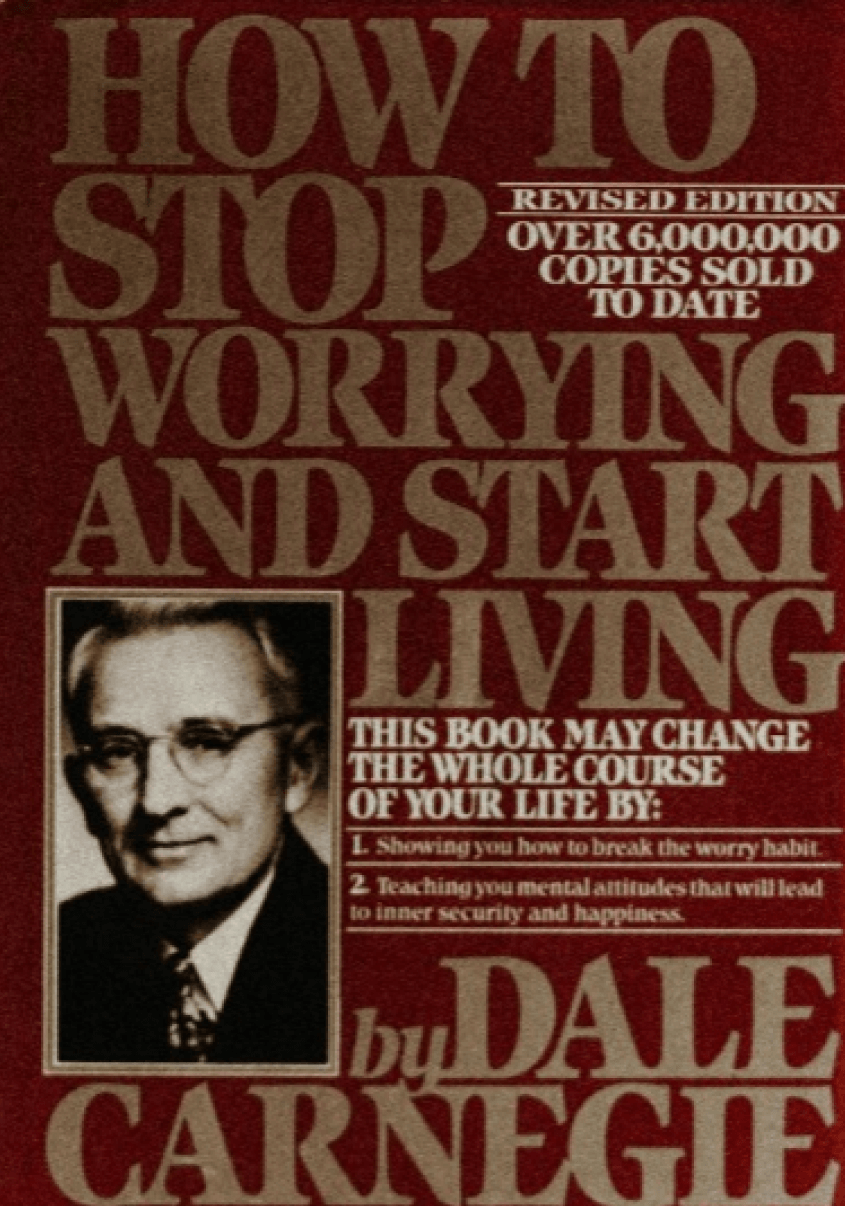 HOW TO
STOP
REVISED EDITION
OVER 6,000,000
COPIES SOLD
TO DATE
WORRYING
AND START
LIVING
THIS BOOK MAY CHANGE
THE WHOLE COURSE
OF YOUR LIFE BY:
1. Showing you how to break the worry habit.
2. Teaching you mental attitudes that will lead
to inner security and happiness.
by DALE
CARNEGIE